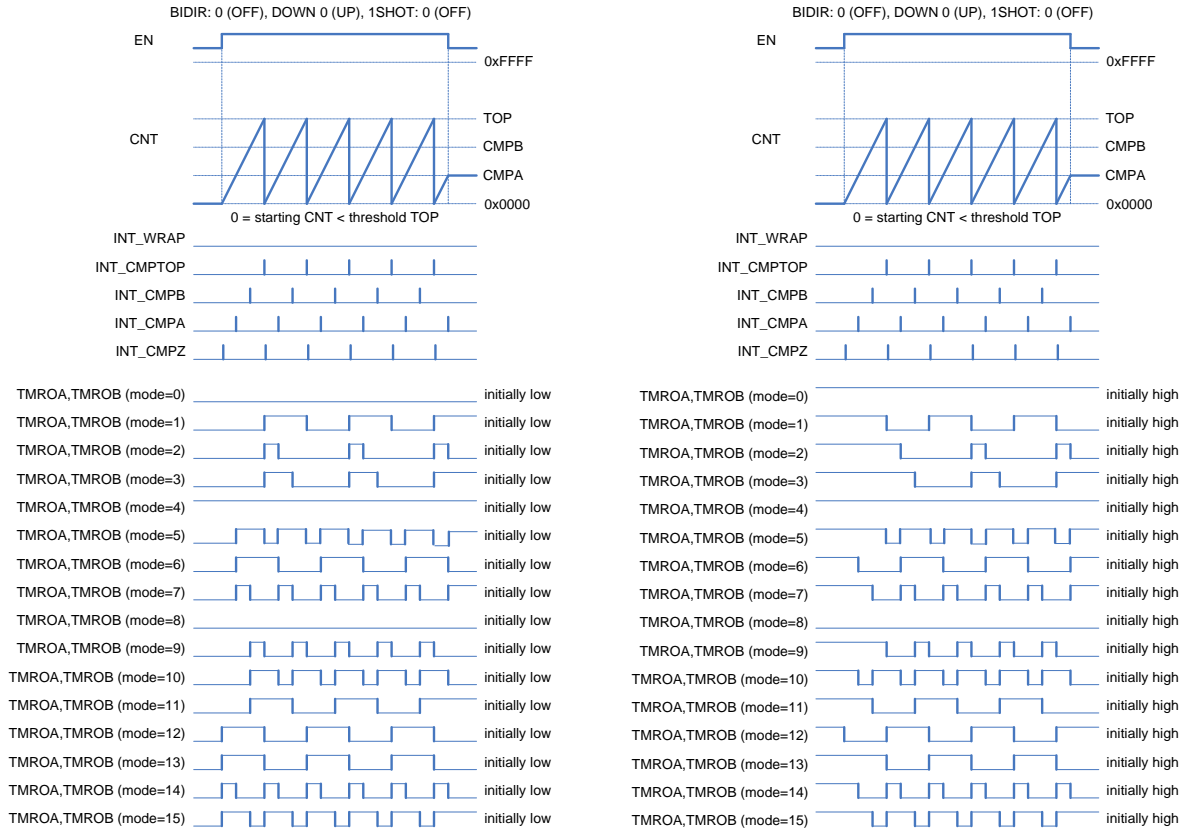 BIDIR: 0 (OFF), DOWN 0 (UP), 1SHOT: 0 (OFF)
EN
0xFFFF
TOP
CNT
CMPB
CMPA
0x0000
0 = starting CNT < threshold TOP
INT_WRAP
INT_CMPTOP
INT_CMPB
INT_CMPA
INT_CMPZ
TMROA,TMROB (mode=0) initially low
TMROA,TMROB (mode=1) initially low
TMROA,TMROB (mode=2) initially low
TMROA,TMROB (mode=3) initially low
TMROA,TMROB (mode=4) initially low
TMROA,TMROB (mode=5) initially low
TMROA,TMROB (mode=6) initially low
TMROA,TMROB (mode=7) initially low
TMROA,TMROB (mode=8) initially low
TMROA,TMROB (mode=9) initially low
TMROA,TMROB (mode=10) initially low
TMROA,TMROB (mode=11) initially low
TMROA,TMROB (mode=12) initially low
TMROA,TMROB (mode=13) initially low
TMROA,TMROB (mode=14) initially low
TMROA,TMROB (mode=15) initially low
BIDIR: 0 (OFF), DOWN 0 (UP), 1SHOT: 0 (OFF)
EN
0xFFFF
TOP
CNT
CMPB
CMPA
0x0000
0 = starting CNT < threshold TOP
INT_WRAP
INT_CMPTOP
INT_CMPB
INT_CMPA
INT_CMPZ
TMROA,TMROB (mode=0) initially high
TMROA,TMROB (mode=1) initially high
TMROA,TMROB (mode=2) initially high
TMROA,TMROB (mode=3) initially high
TMROA,TMROB (mode=4) initially high
TMROA,TMROB (mode=5) initially high
TMROA,TMROB (mode=6) initially high
TMROA,TMROB (mode=7) initially high
TMROA,TMROB (mode=8) initially high
TMROA,TMROB (mode=9) initially high
TMROA,TMROB (mode=10) initially high
TMROA,TMROB (mode=11) initially high
TMROA,TMROB (mode=12) initially high
TMROA,TMROB (mode=13) initially high
TMROA,TMROB (mode=14) initially high
TMROA,TMROB (mode=15) initially high